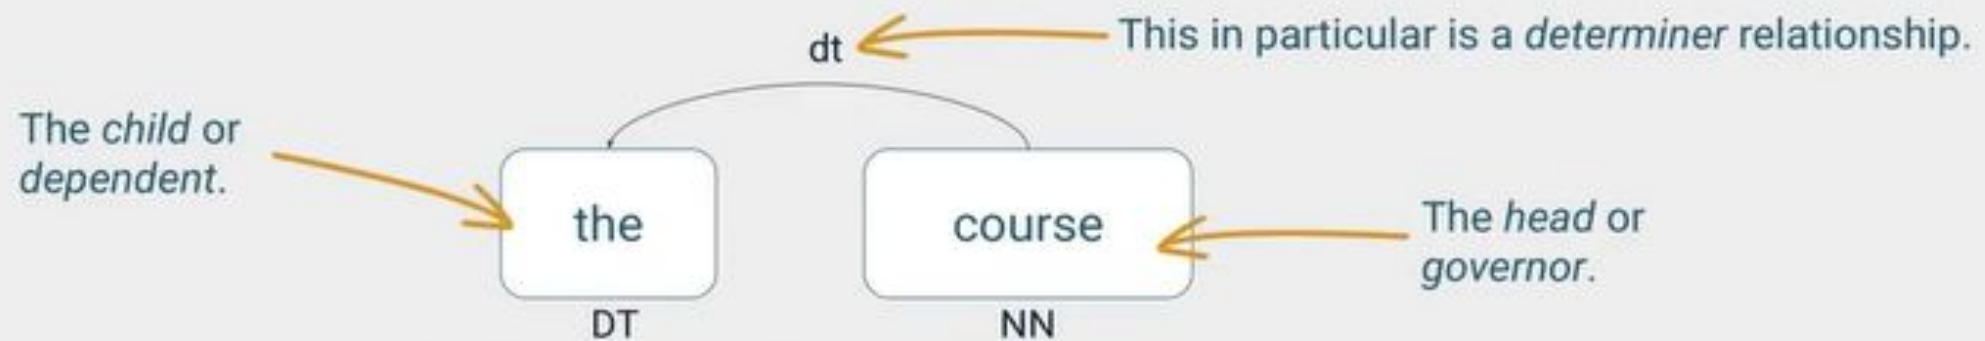 dt
This in particular is a determiner relationship.
The child or
dependent.
the
course
The head or
governor.
DT
NN